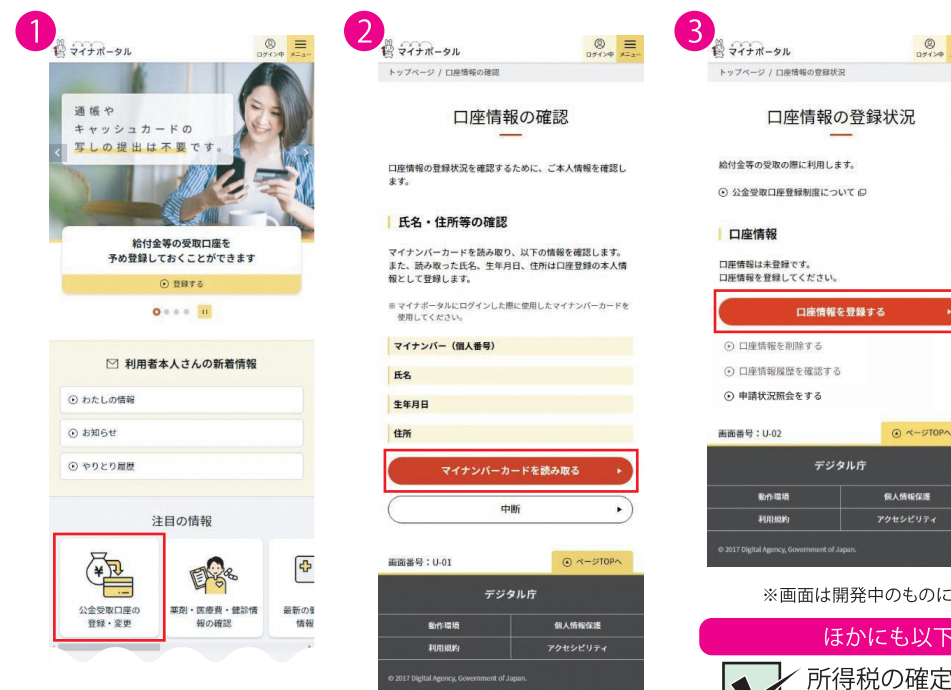 1
マイナポータル
ログイン中
メニュー
通帳や
キャッシュカードの
写しの提出は不要です。
給付金等の受取口座を
予め登録しておくことができます
登録する
利用者本人さんの新着情報
わたしの情報
お知らせ
やりとり履歴
注目の情報
公金受取口座の
登録・変更
薬剤・医療費・健診情
報の確認
最新の健
情報
2
マイナポータル
ログイン中
メニュー
トップページ / 口座情報の確認
口座情報の確認
口座情報の登録状況を確認するために、ご本人情報を確認し
ます。
氏名・住所等の確認
マイナンバーカードを読み取り、以下の情報を確認します。
また、読み取った氏名、生年月日、住所は口座登録の本人情
報として登録します。
※ マイナポータルにログインした際に使用したマイナンバーカードを
使用してください。
マイナンバー（個人番号）
氏名
生年月日
住所
マイナンバーカードを読み取る
中断
画面番号：U-01
ページTOPへ
デジタル庁
動作環境
個人情報保護
利用規約
アクセシビリティ
© 2017 Digital Agency, Government of Japan.
3
マイナポータル
ログイン中
トップページ / 口座情報の登録状況
口座情報の登録状況
給付金等の受取の際に利用します。
公金受取口座登録制度について
口座情報
口座情報は未登録です。
口座情報を登録してください。
口座情報を登録する
口座情報を削除する
口座情報履歴を確認する
申請状況照会をする
画面番号：U-02
ページTOPへ
デジタル庁
動作環境
個人情報保護
利用規約
アクセシビリティ
© 2017 Digital Agency, Government of Japan.
※画面は開発中のものに
ほかにも以下
所得税の確定